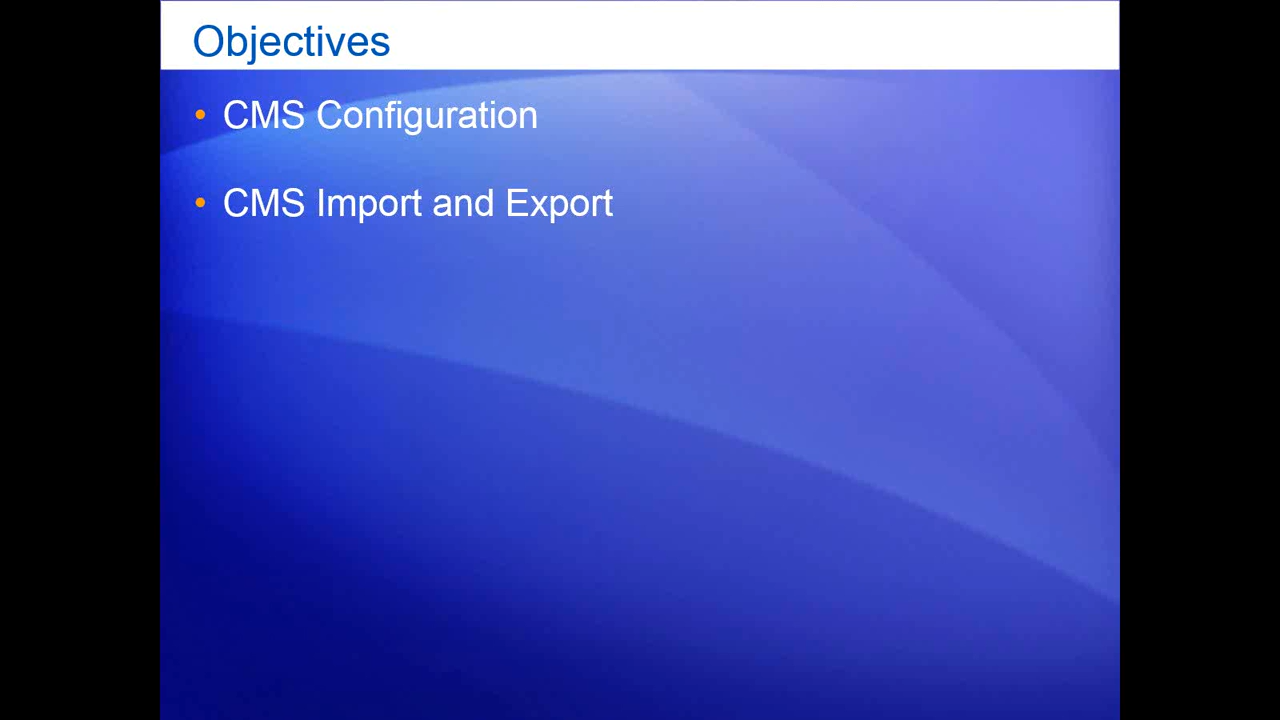 Objectives
• CMS Configuration
• CMS Import and Export